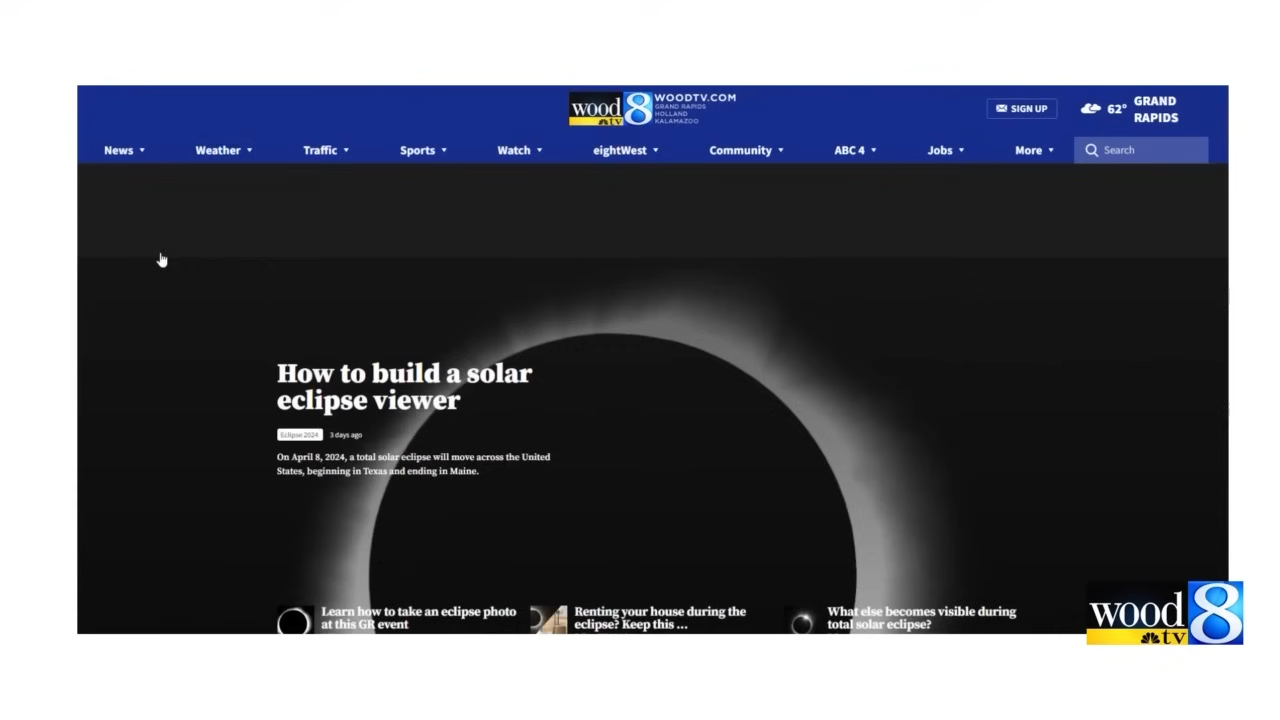 wood tv 8
WOODTV.COM
GRAND RAPIDS
HOLLAND
KALAMAZOO
SIGN UP
62°
GRAND
RAPIDS
News
Weather
Traffic
Sports
Watch
eightWest
Community
ABC 4
Jobs
More
Search
How to build a solar
eclipse viewer
Eclipse 2024
3 days ago
On April 8, 2024, a total solar eclipse will move across the United
States, beginning in Texas and ending in Maine.
Learn how to take an eclipse photo
at this GR event
Renting your house during the
eclipse? Keep this ...
What else becomes visible during
total solar eclipse?
wood 8
tv